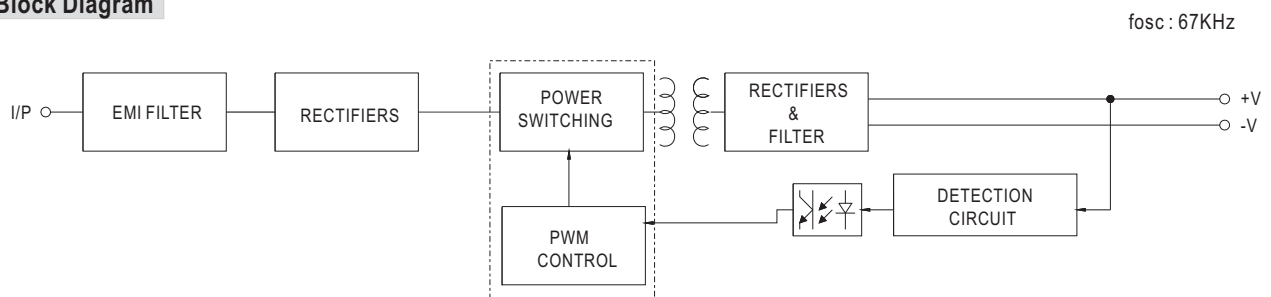 Block Diagram
fosc : 67KHz
I/P
EMI FILTER
RECTIFIERS
POWER
SWITCHING
RECTIFIERS
&
FILTER
+V
-V
DETECTION
CIRCUIT
PWM
CONTROL